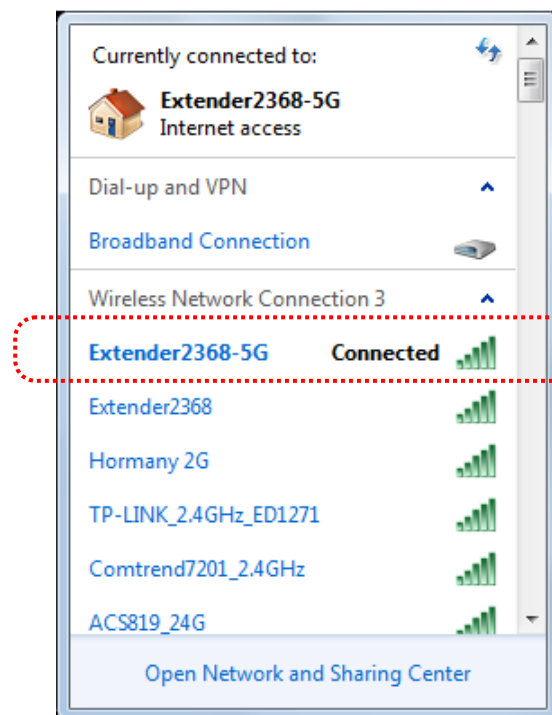 Currently connected to:
Extender2368-5G
Internet access
Dial-up and VPN
Broadband Connection
Wireless Network Connection 3
Extender2368-5G Connected
Extender2368
Hormany 2G
TP-LINK_2.4GHz_ED1271
Comtrend7201_2.4GHz
ACS819_24G
Open Network and Sharing Center